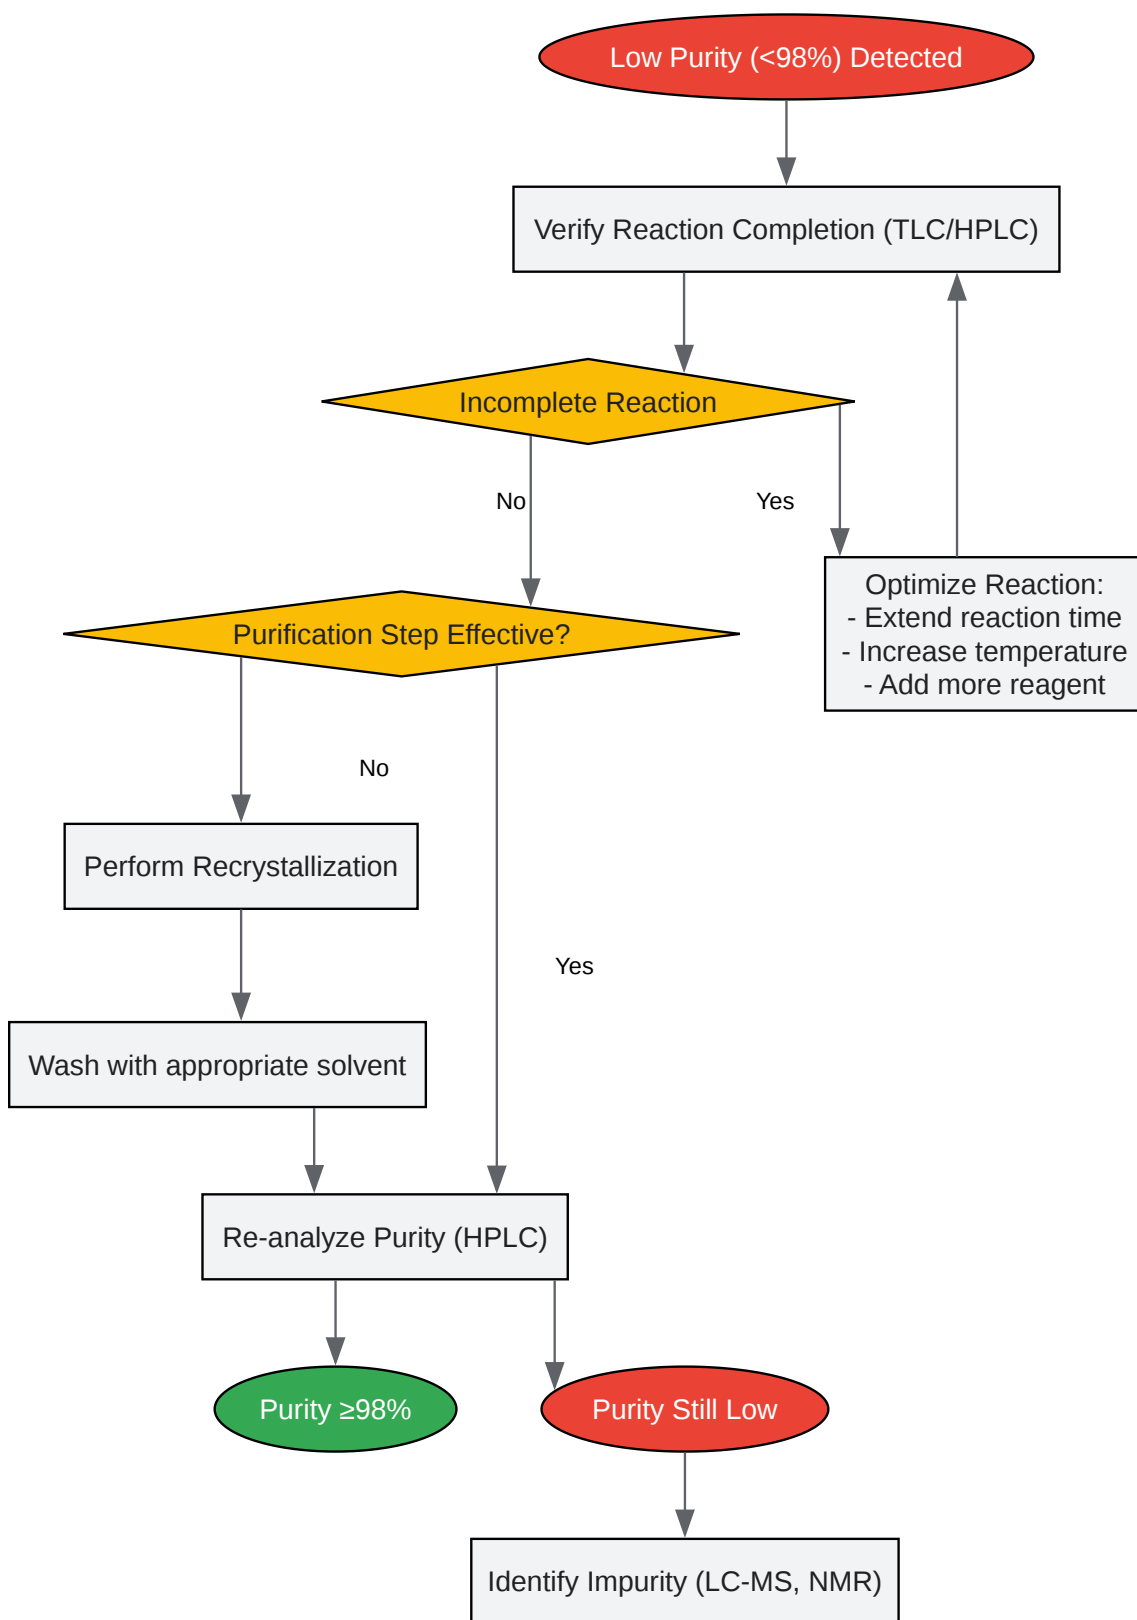 Low Purity (<98%) Detected
Verify Reaction Completion (TLC/HPLC)
Incomplete Reaction
No
Yes
Optimize Reaction:
- Extend reaction time
- Increase temperature
- Add more reagent
Purification Step Effective?
No
Perform Recrystallization
Yes
Wash with appropriate solvent
Re-analyze Purity (HPLC)
Purity ≥98%
Purity Still Low
Identify Impurity (LC-MS, NMR)